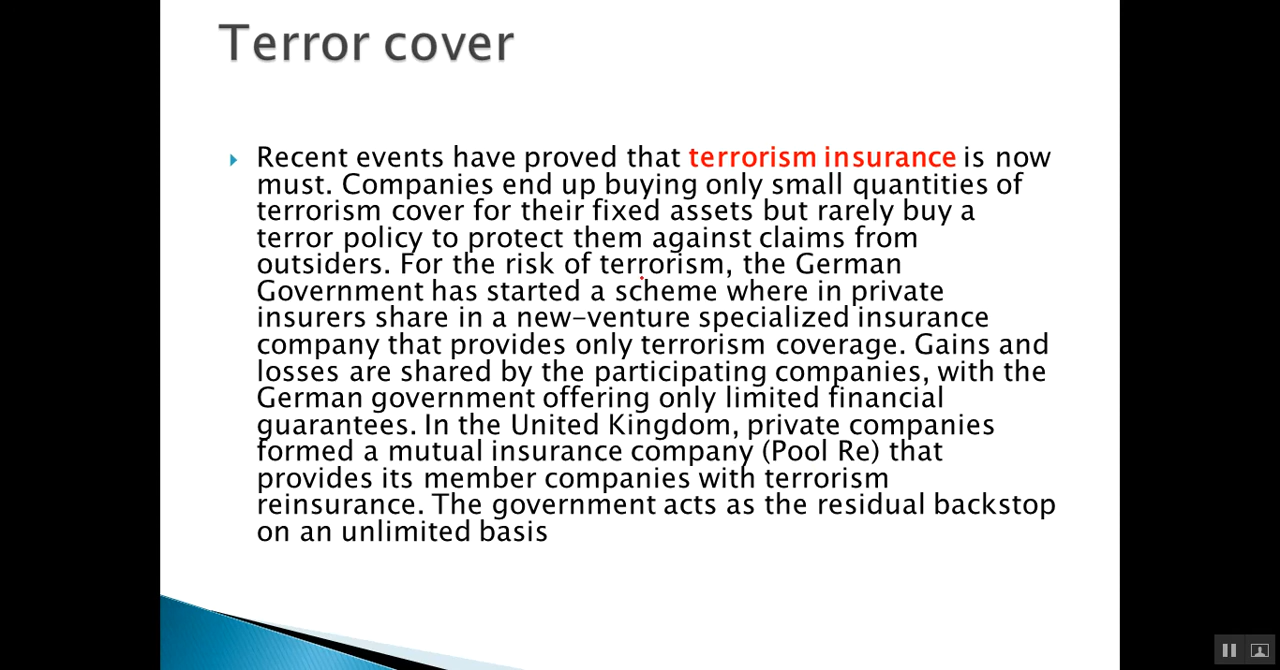 Terror cover
Recent events have proved that terrorism insurance is now
must. Companies end up buying only small quantities of
terrorism cover for their fixed assets but rarely buy a
terror policy to protect them against claims from
outsiders. For the risk of terrorism, the German
Government has started a scheme where in private
insurers share in a new-venture specialized insurance
company that provides only terrorism coverage. Gains and
losses are shared by the participating companies, with the
German government offering only limited financial
guarantees. In the United Kingdom, private companies
formed a mutual insurance company (Pool Re) that
provides its member companies with terrorism
reinsurance. The government acts as the residual backstop
on an unlimited basis